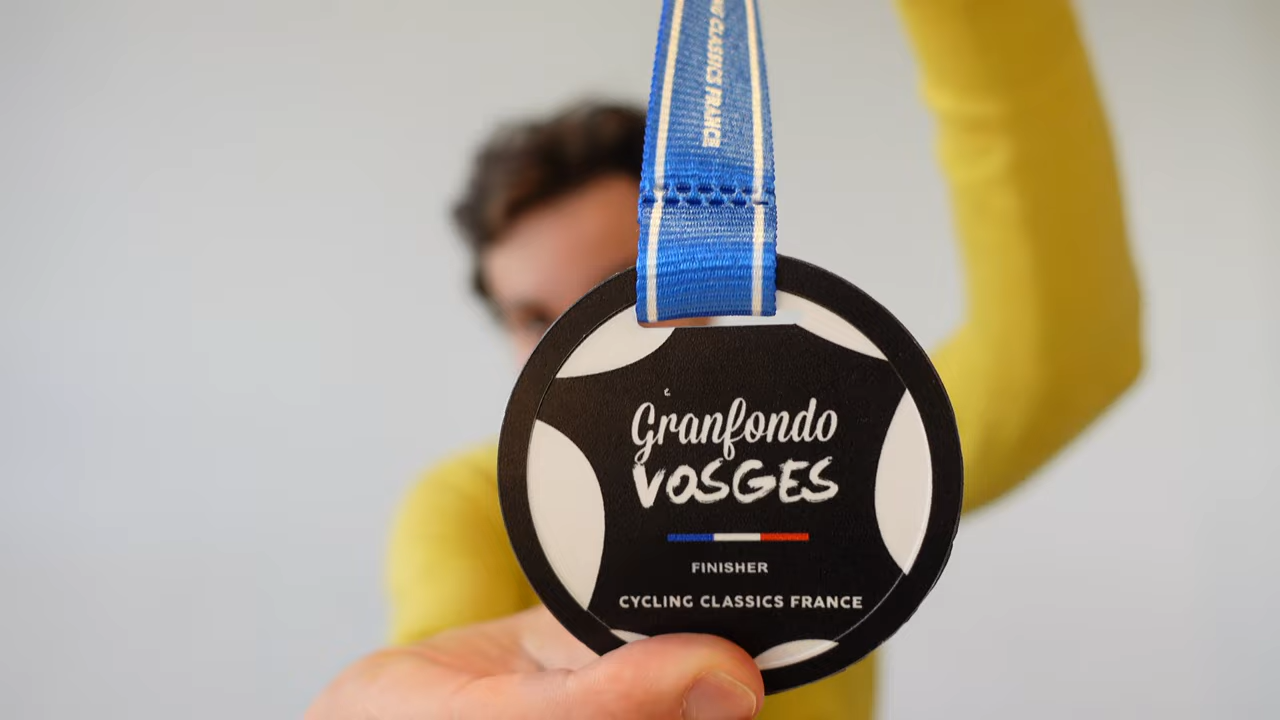 CLASSICS FRANCE
Granfondo
VOSGES
FINISHER
CYCLING CLASSICS FRANCE